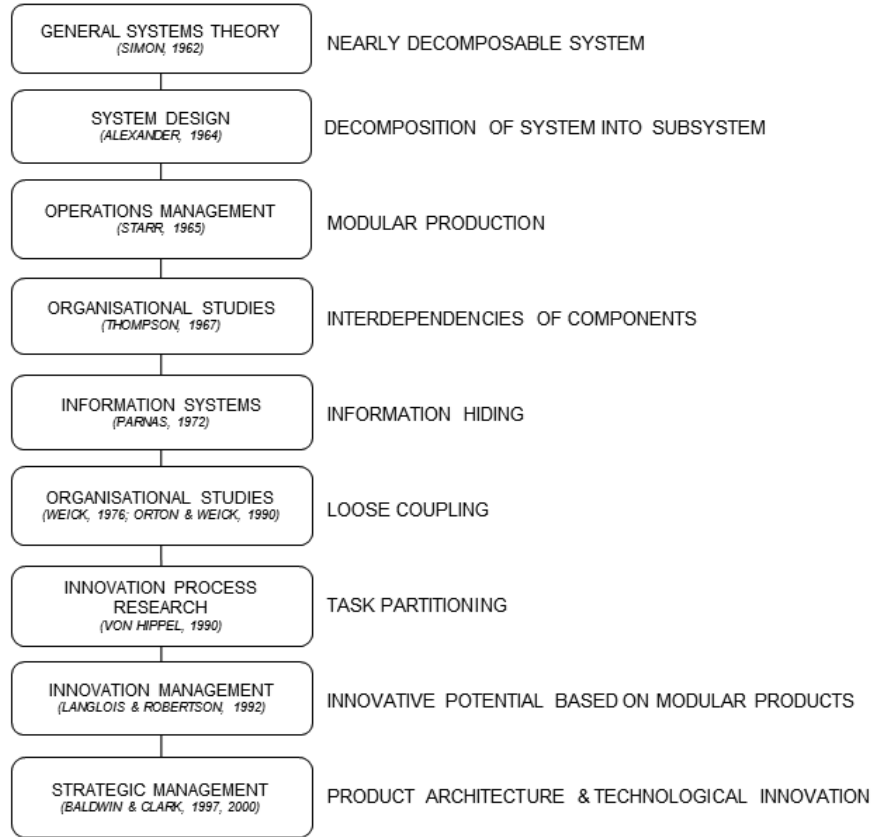 GENERAL SYSTEMS THEORY
(SIMON, 1962)
NEARLY DECOMPOSABLE SYSTEM
SYSTEM DESIGN
(ALEXANDER, 1964)
DECOMPOSITION OF SYSTEM INTO SUBSYSTEM
OPERATIONS MANAGEMENT
(STARR, 1965)
MODULAR PRODUCTION
ORGANISATIONAL STUDIES
(THOMPSON, 1967)
INTERDEPENDENCIES OF COMPONENTS
INFORMATION SYSTEMS
(PARNAS, 1972)
INFORMATION HIDING
ORGANISATIONAL STUDIES
(WEICK, 1976; ORTON & WEICK, 1990)
LOOSE COUPLING
INNOVATION PROCESS
RESEARCH
(VON HIPPEL, 1990)
TASK PARTITIONING
INNOVATION MANAGEMENT
(LANGLOIS & ROBERTSON, 1992)
INNOVATIVE POTENTIAL BASED ON MODULAR PRODUCTS
STRATEGIC MANAGEMENT
(BALDWIN & CLARK, 1997, 2000)
PRODUCT ARCHITECTURE & TECHNOLOGICAL INNOVATION